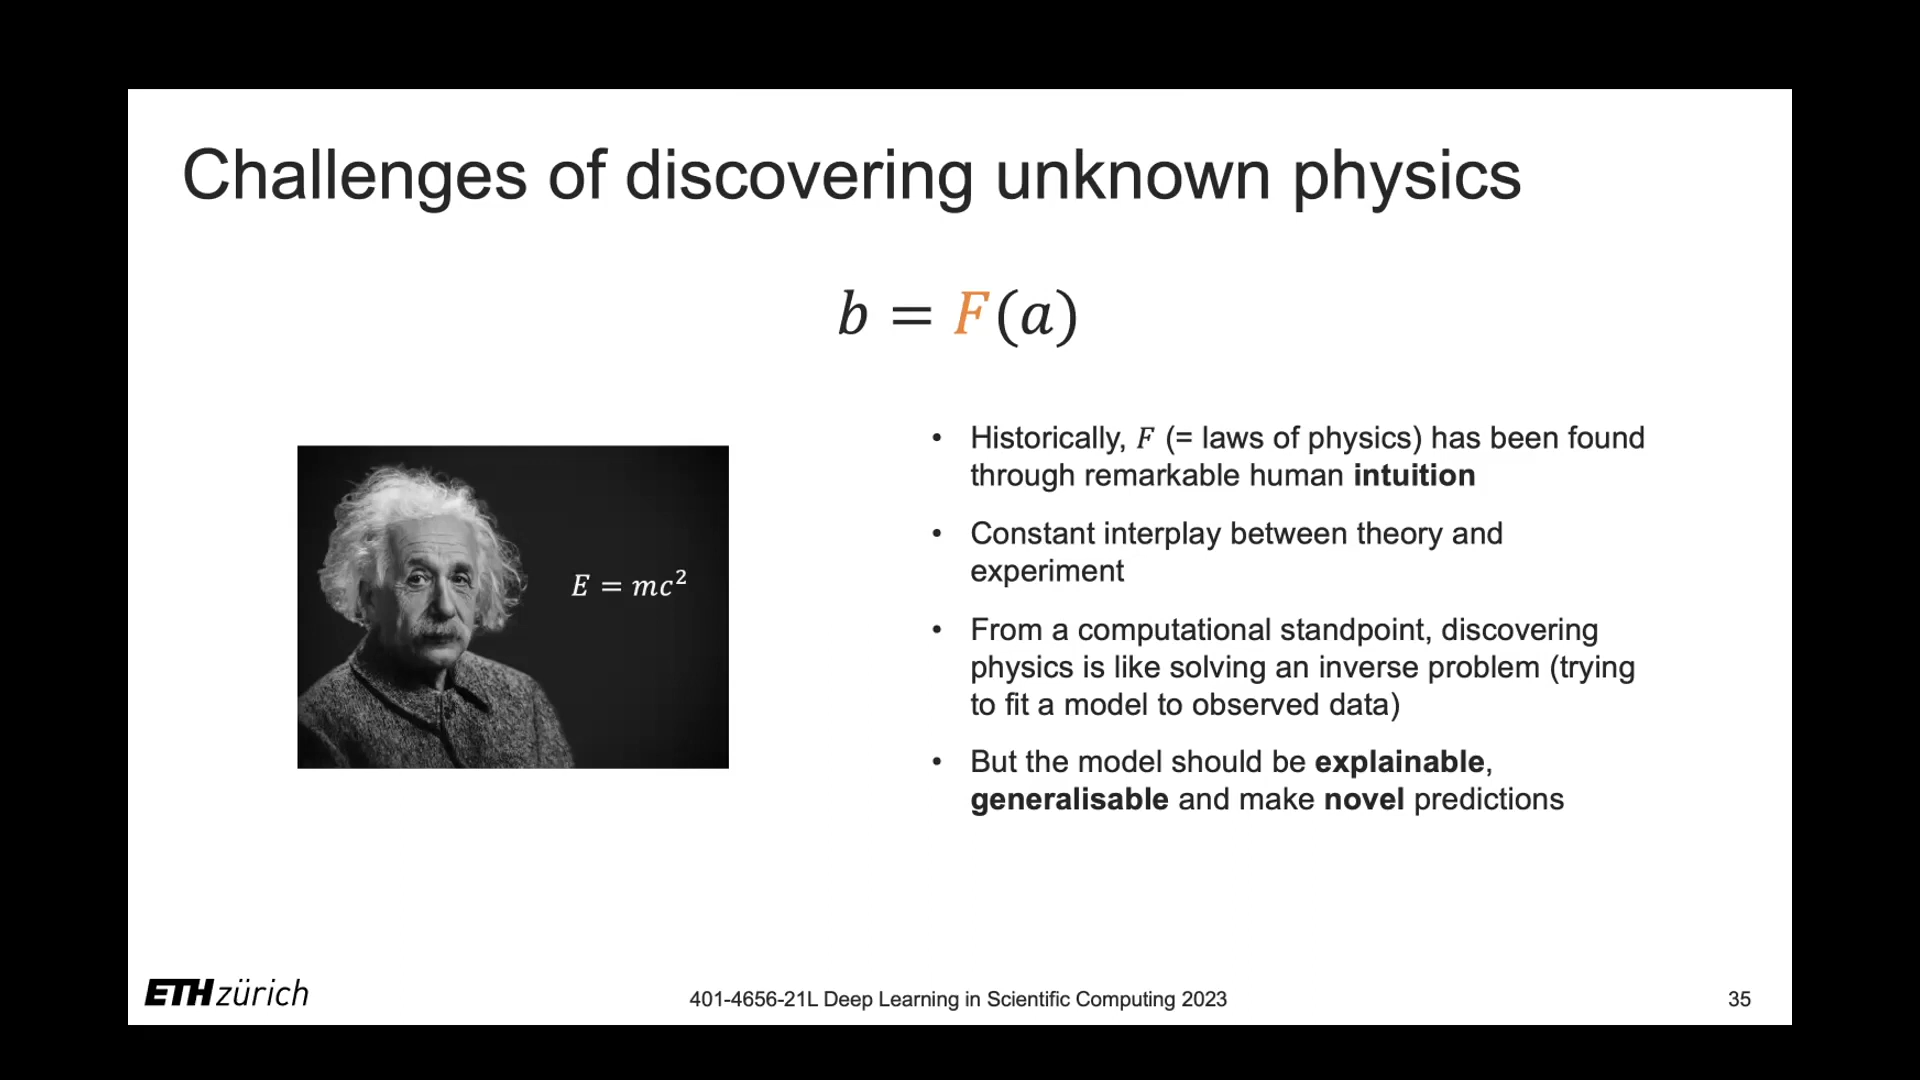 Challenges of discovering unknown physics
b = F(a)
E = mc²
• Historically, F (= laws of physics) has been found
through remarkable human intuition
• Constant interplay between theory and
experiment
• From a computational standpoint, discovering
physics is like solving an inverse problem (trying
to fit a model to observed data)
• But the model should be explainable,
generalisable and make novel predictions
ETH zürich
401-4656-21L Deep Learning in Scientific Computing 2023
35